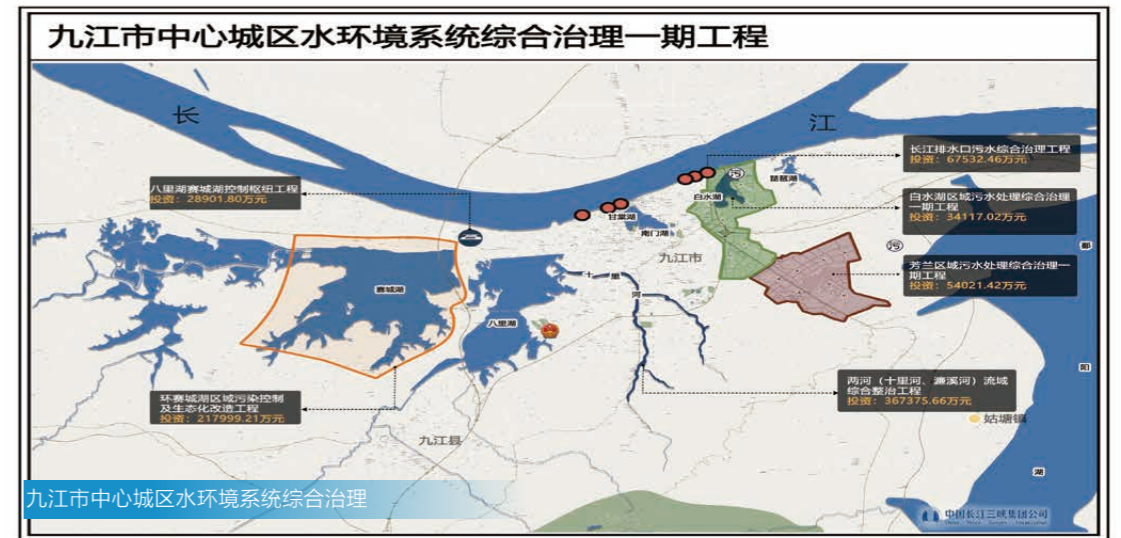 九江市中心城区水环境系统综合治理一期工程
长
江
长江排水口污水综合治理工程
投资：67532.46万元
八里湖赛城湖控制枢纽工程
投资：28901.80万元
污
琵琶湖
白水湖
白水湖区域污水处理综合治理
一期工程
投资：34117.02万元
甘棠湖
南门湖
九江市
污
鄱
芳兰区域污水处理综合治理一
期工程
投资：54021.42万元
十
里
河
赛城湖
八里湖
阳
两河（十里河、濂溪河）流域
综合整治工程
投资：367375.66万元
环赛城湖区域污染控制
及生态化改造工程
投资：217999.21万元
姑塘镇
九江县
湖
九江市中心城区水环境系统综合治理
中国长江三峡集团公司